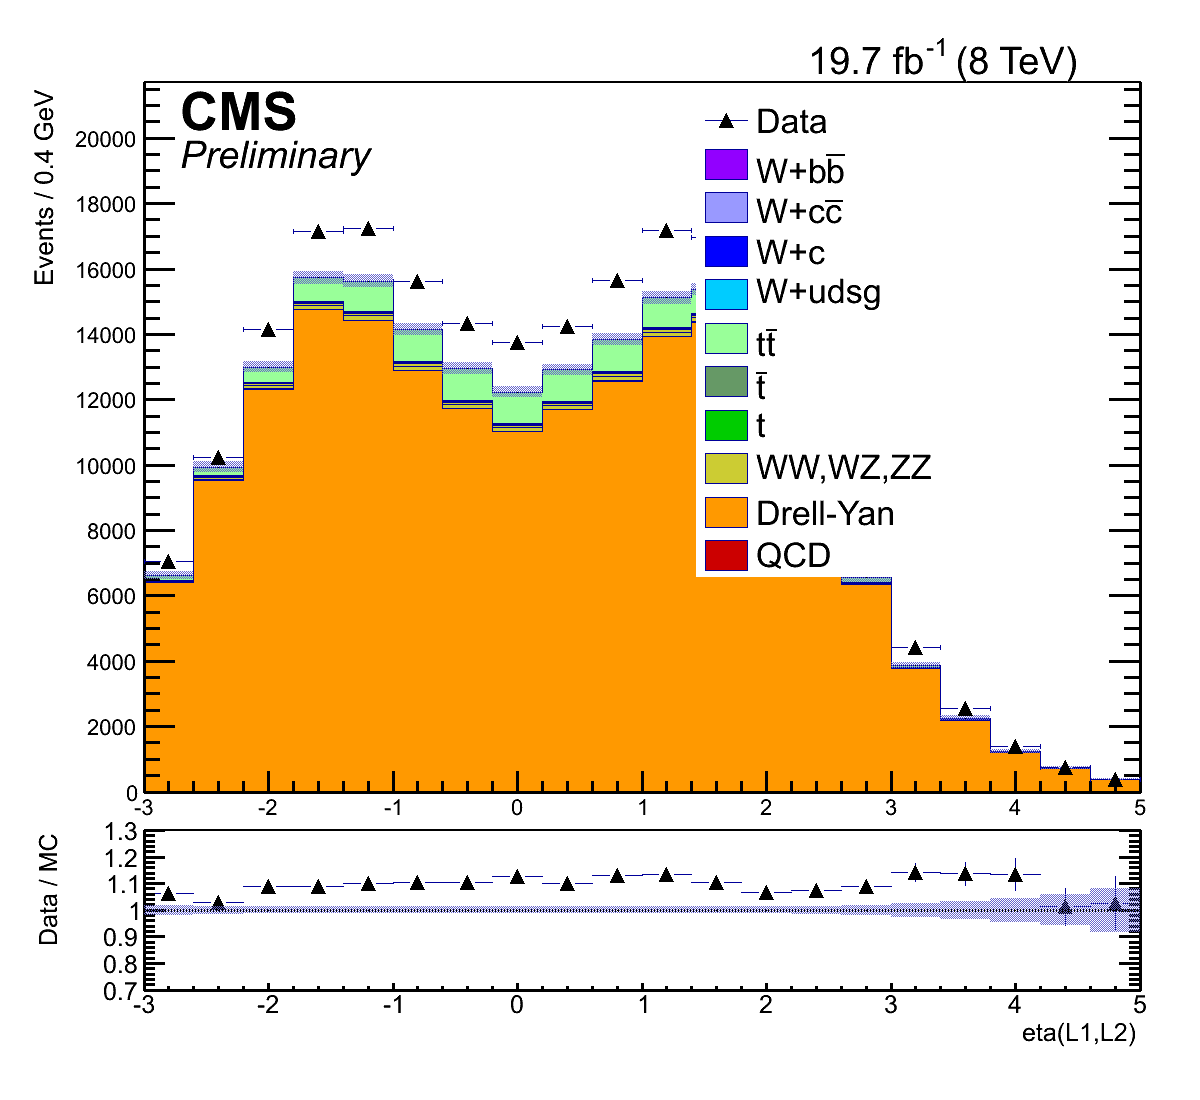 19.7 fb⁻¹ (8 TeV)
CMS
Preliminary
Events / 0.4 GeV
20000
18000
16000
14000
12000
10000
8000
6000
4000
2000
0
Data
W+bb̅
W+cc̅
W+c
W+udsg
tt̅
t̅
t
WW,WZ,ZZ
Drell-Yan
QCD
-3 -2 -1 0 1 2 3 4 5
Data / MC
1.3
1.2
1.1
1
0.9
0.8
0.7
-3 -2 -1 0 1 2 3 4 5
eta(L1,L2)